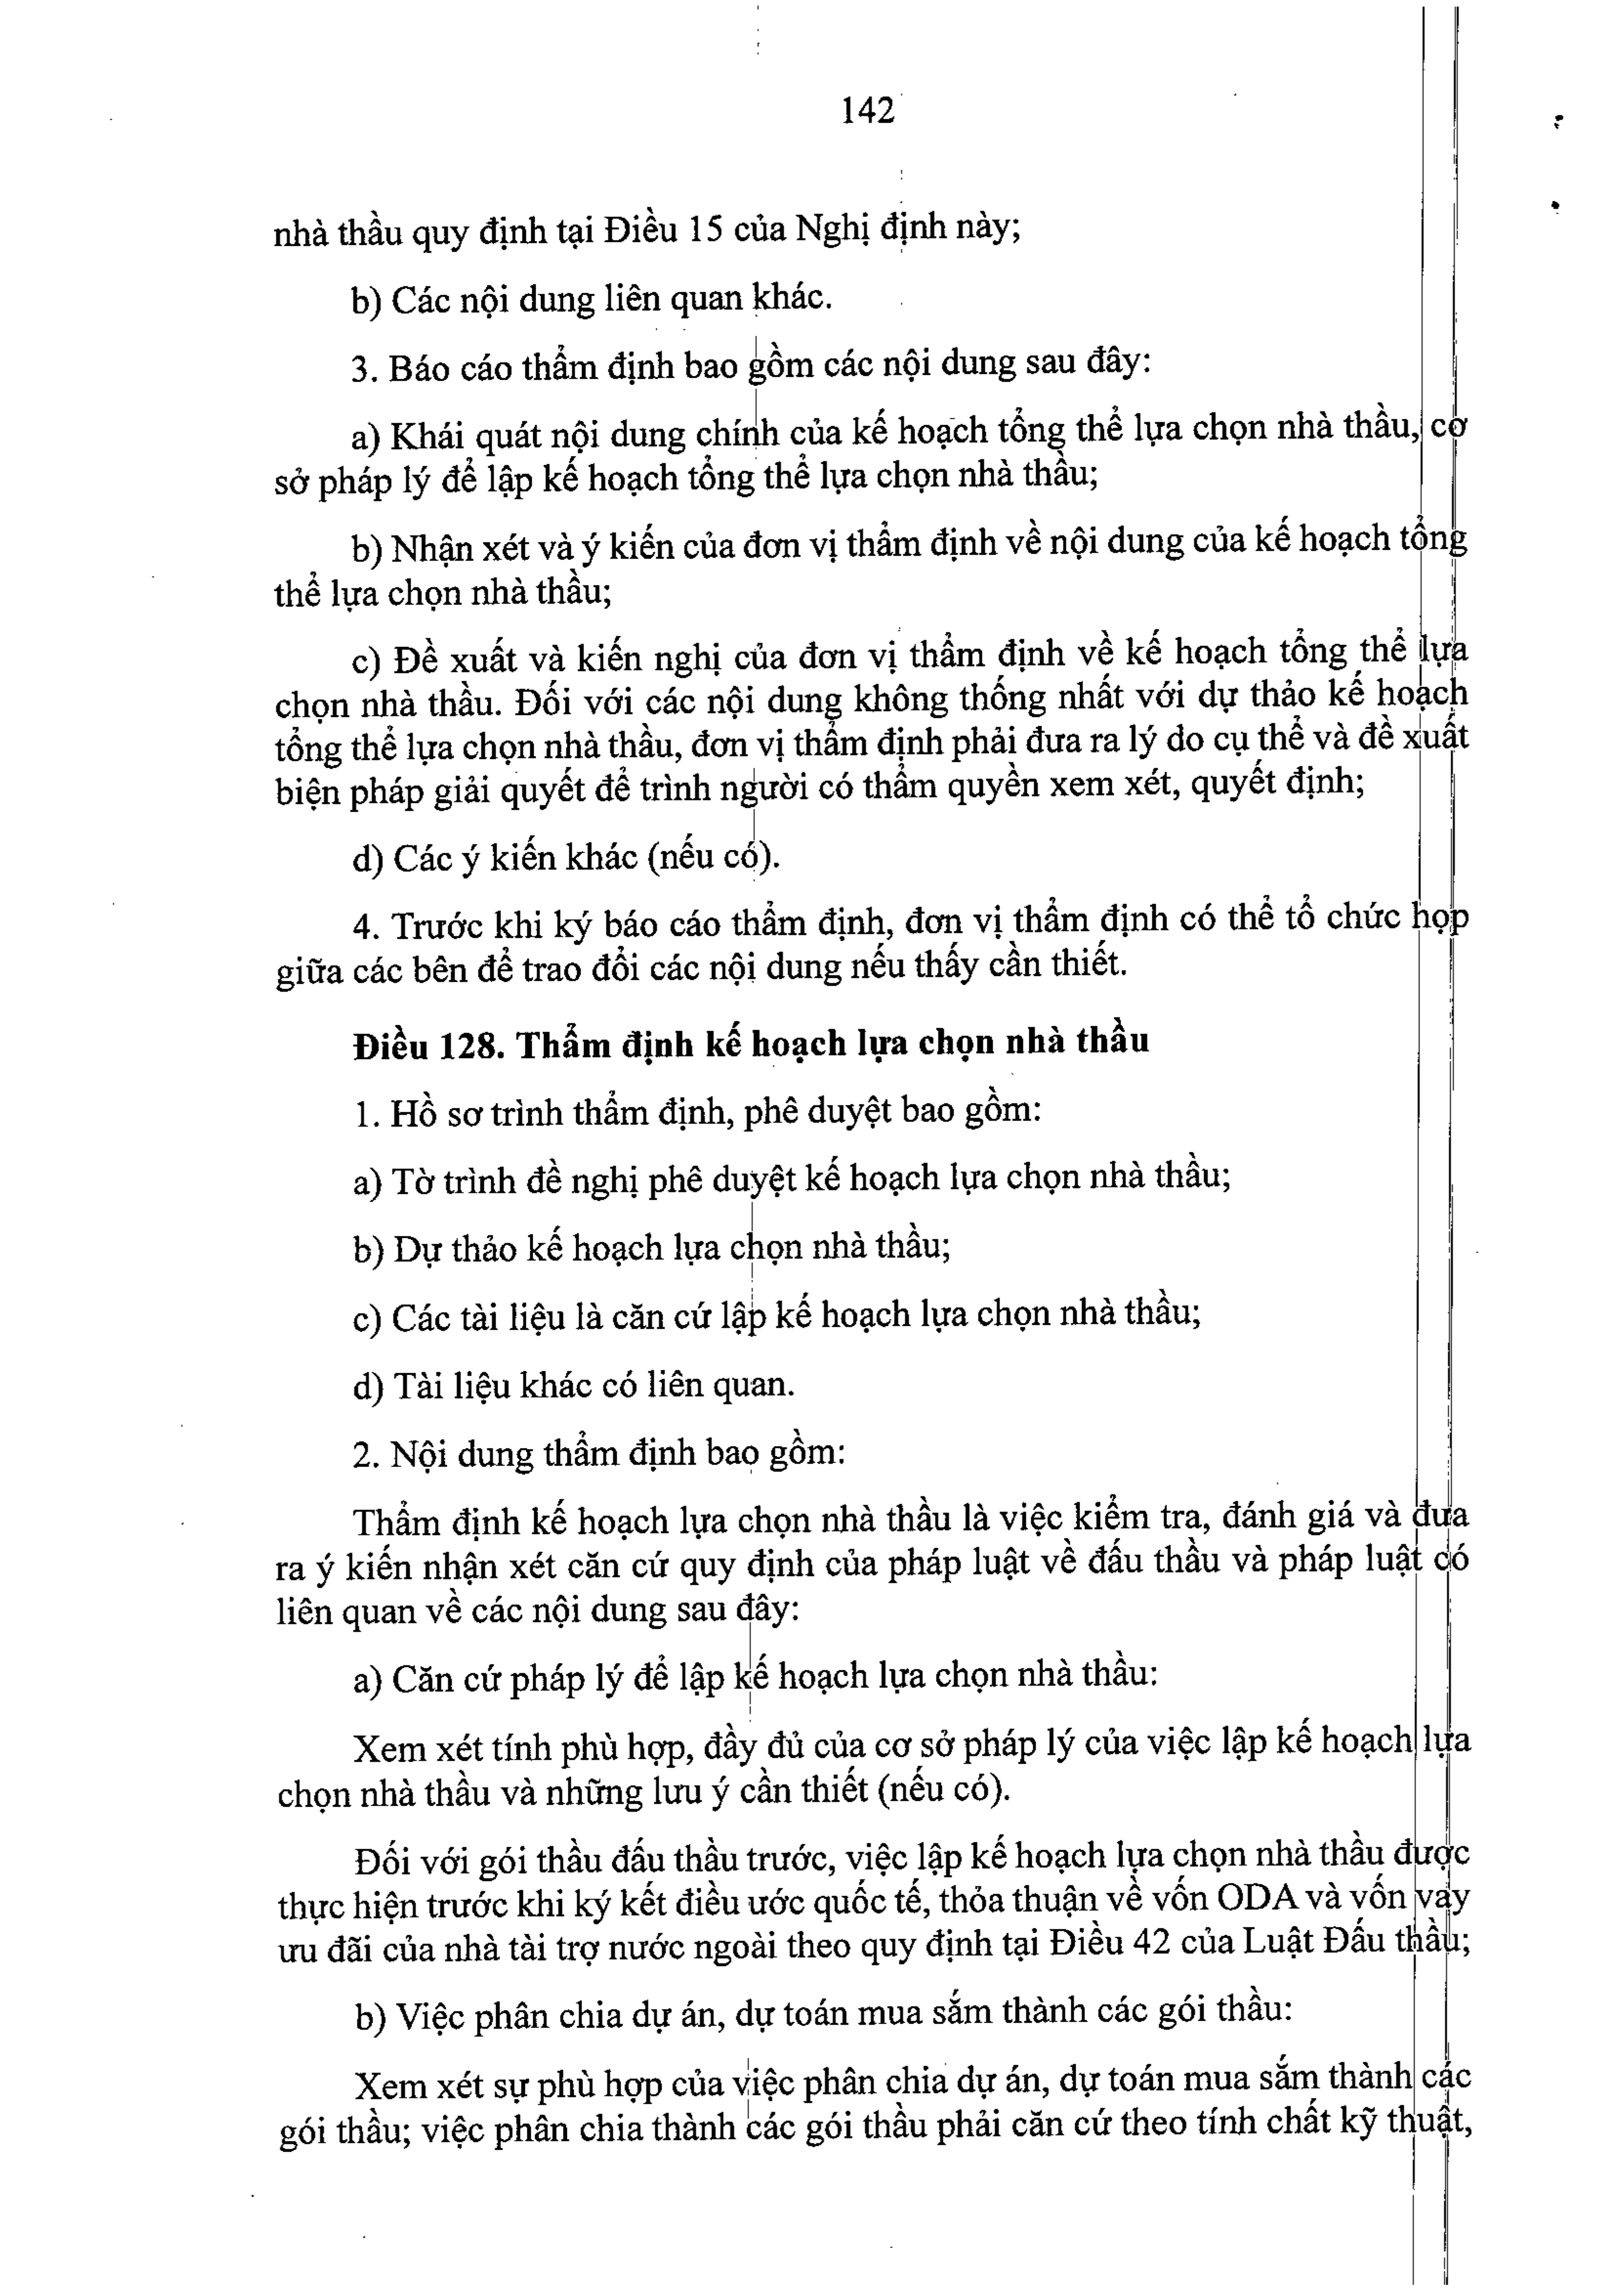 142
nhà thầu quy định tại Điều 15 của Nghị định này;
b) Các nội dung liên quan khác.
3. Báo cáo thẩm định bao gồm các nội dung sau đây:
a) Khái quát nội dung chính của kế hoạch tổng thể lựa chọn nhà thầu, cơ
sở pháp lý để lập kế hoạch tổng thể lựa chọn nhà thầu;
b) Nhận xét và ý kiến của đơn vị thẩm định về nội dung của kế hoạch tổng
thể lựa chọn nhà thầu;
c) Đề xuất và kiến nghị của đơn vị thẩm định về kế hoạch tổng thể lựa
chọn nhà thầu. Đối với các nội dung không thống nhất với dự thảo kế hoạch
tổng thể lựa chọn nhà thầu, đơn vị thẩm định phải đưa ra lý do cụ thể và đề xuất
biện pháp giải quyết để trình người có thẩm quyền xem xét, quyết định;
d) Các ý kiến khác (nếu có).
4. Trước khi ký báo cáo thẩm định, đơn vị thẩm định có thể tổ chức họp
giữa các bên để trao đổi các nội dung nếu thấy cần thiết.
Điều 128. Thẩm định kế hoạch lựa chọn nhà thầu
1. Hồ sơ trình thẩm định, phê duyệt bao gồm:
a) Tờ trình đề nghị phê duyệt kế hoạch lựa chọn nhà thầu;
b) Dự thảo kế hoạch lựa chọn nhà thầu;
c) Các tài liệu là căn cứ lập kế hoạch lựa chọn nhà thầu;
d) Tài liệu khác có liên quan.
2. Nội dung thẩm định bao gồm:
Thẩm định kế hoạch lựa chọn nhà thầu là việc kiểm tra, đánh giá và đưa
ra ý kiến nhận xét căn cứ quy định của pháp luật về đấu thầu và pháp luật có
liên quan về các nội dung sau đây:
a) Căn cứ pháp lý để lập kế hoạch lựa chọn nhà thầu:
Xem xét tính phù hợp, đầy đủ của cơ sở pháp lý của việc lập kế hoạch lựa
chọn nhà thầu và những lưu ý cần thiết (nếu có).
Đối với gói thầu đấu thầu trước, việc lập kế hoạch lựa chọn nhà thầu được
thực hiện trước khi ký kết điều ước quốc tế, thỏa thuận về vốn ODA và vốn vay
ưu đãi của nhà tài trợ nước ngoài theo quy định tại Điều 42 của Luật Đấu thầu;
b) Việc phân chia dự án, dự toán mua sắm thành các gói thầu:
Xem xét sự phù hợp của việc phân chia dự án, dự toán mua sắm thành các
gói thầu; việc phân chia thành các gói thầu phải căn cứ theo tính chất kỹ thuật,